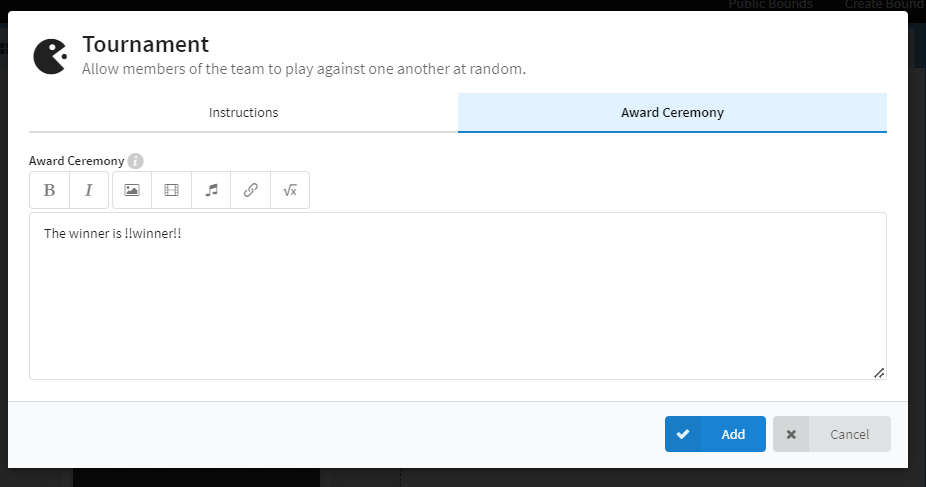 Public Bounds Create Bound
Tournament
Allow members of the team to play against one another at random.
Instructions Award Ceremony
Award Ceremony i
B I √x
The winner is !!winner!!
Add Cancel